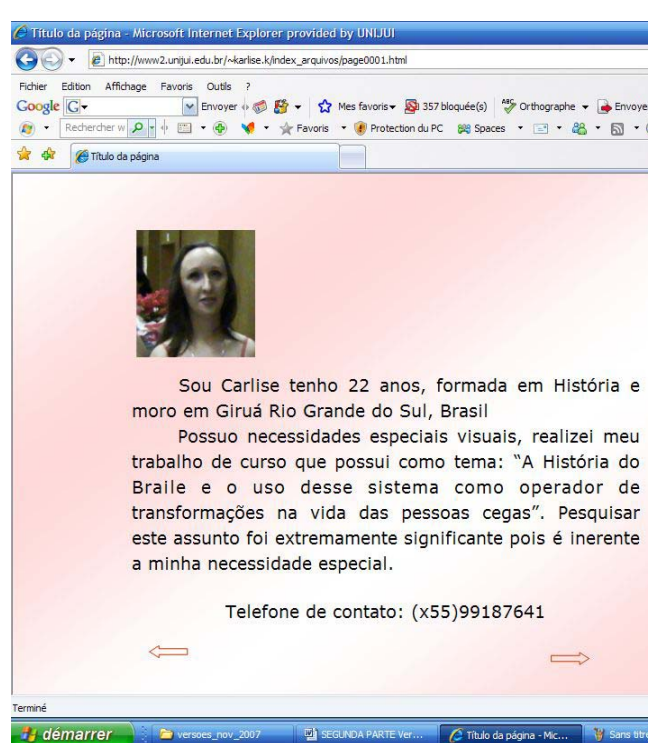 Título da página - Microsoft Internet Explorer provided by UNIJUI
http://www2.unijui.edu.br/~karlise.k/index_arquivos/page0001.html
Fichier Edition Affichage Favoris Outils ?
Google G Envoyer Mes favoris 357 bloquée(s) Orthographe Envoye
Rechercher w Favoris Protection du PC Spaces
Título da página
Sou Carlise tenho 22 anos, formada em História e
moro em Giruá Rio Grande do Sul, Brasil
Possuo necessidades especiais visuais, realizei meu
trabalho de curso que possui como tema: “A História do
Braile e o uso desse sistema como operador de
transformações na vida das pessoas cegas”. Pesquisar
este assunto foi extremamente significante pois é inerente
a minha necessidade especial.
Telefone de contato: (x55)99187641
Terminé
démarrer versoes_nov_2007 SEGUNDA PARTE Ver... Título da página - Mic... Sans titre